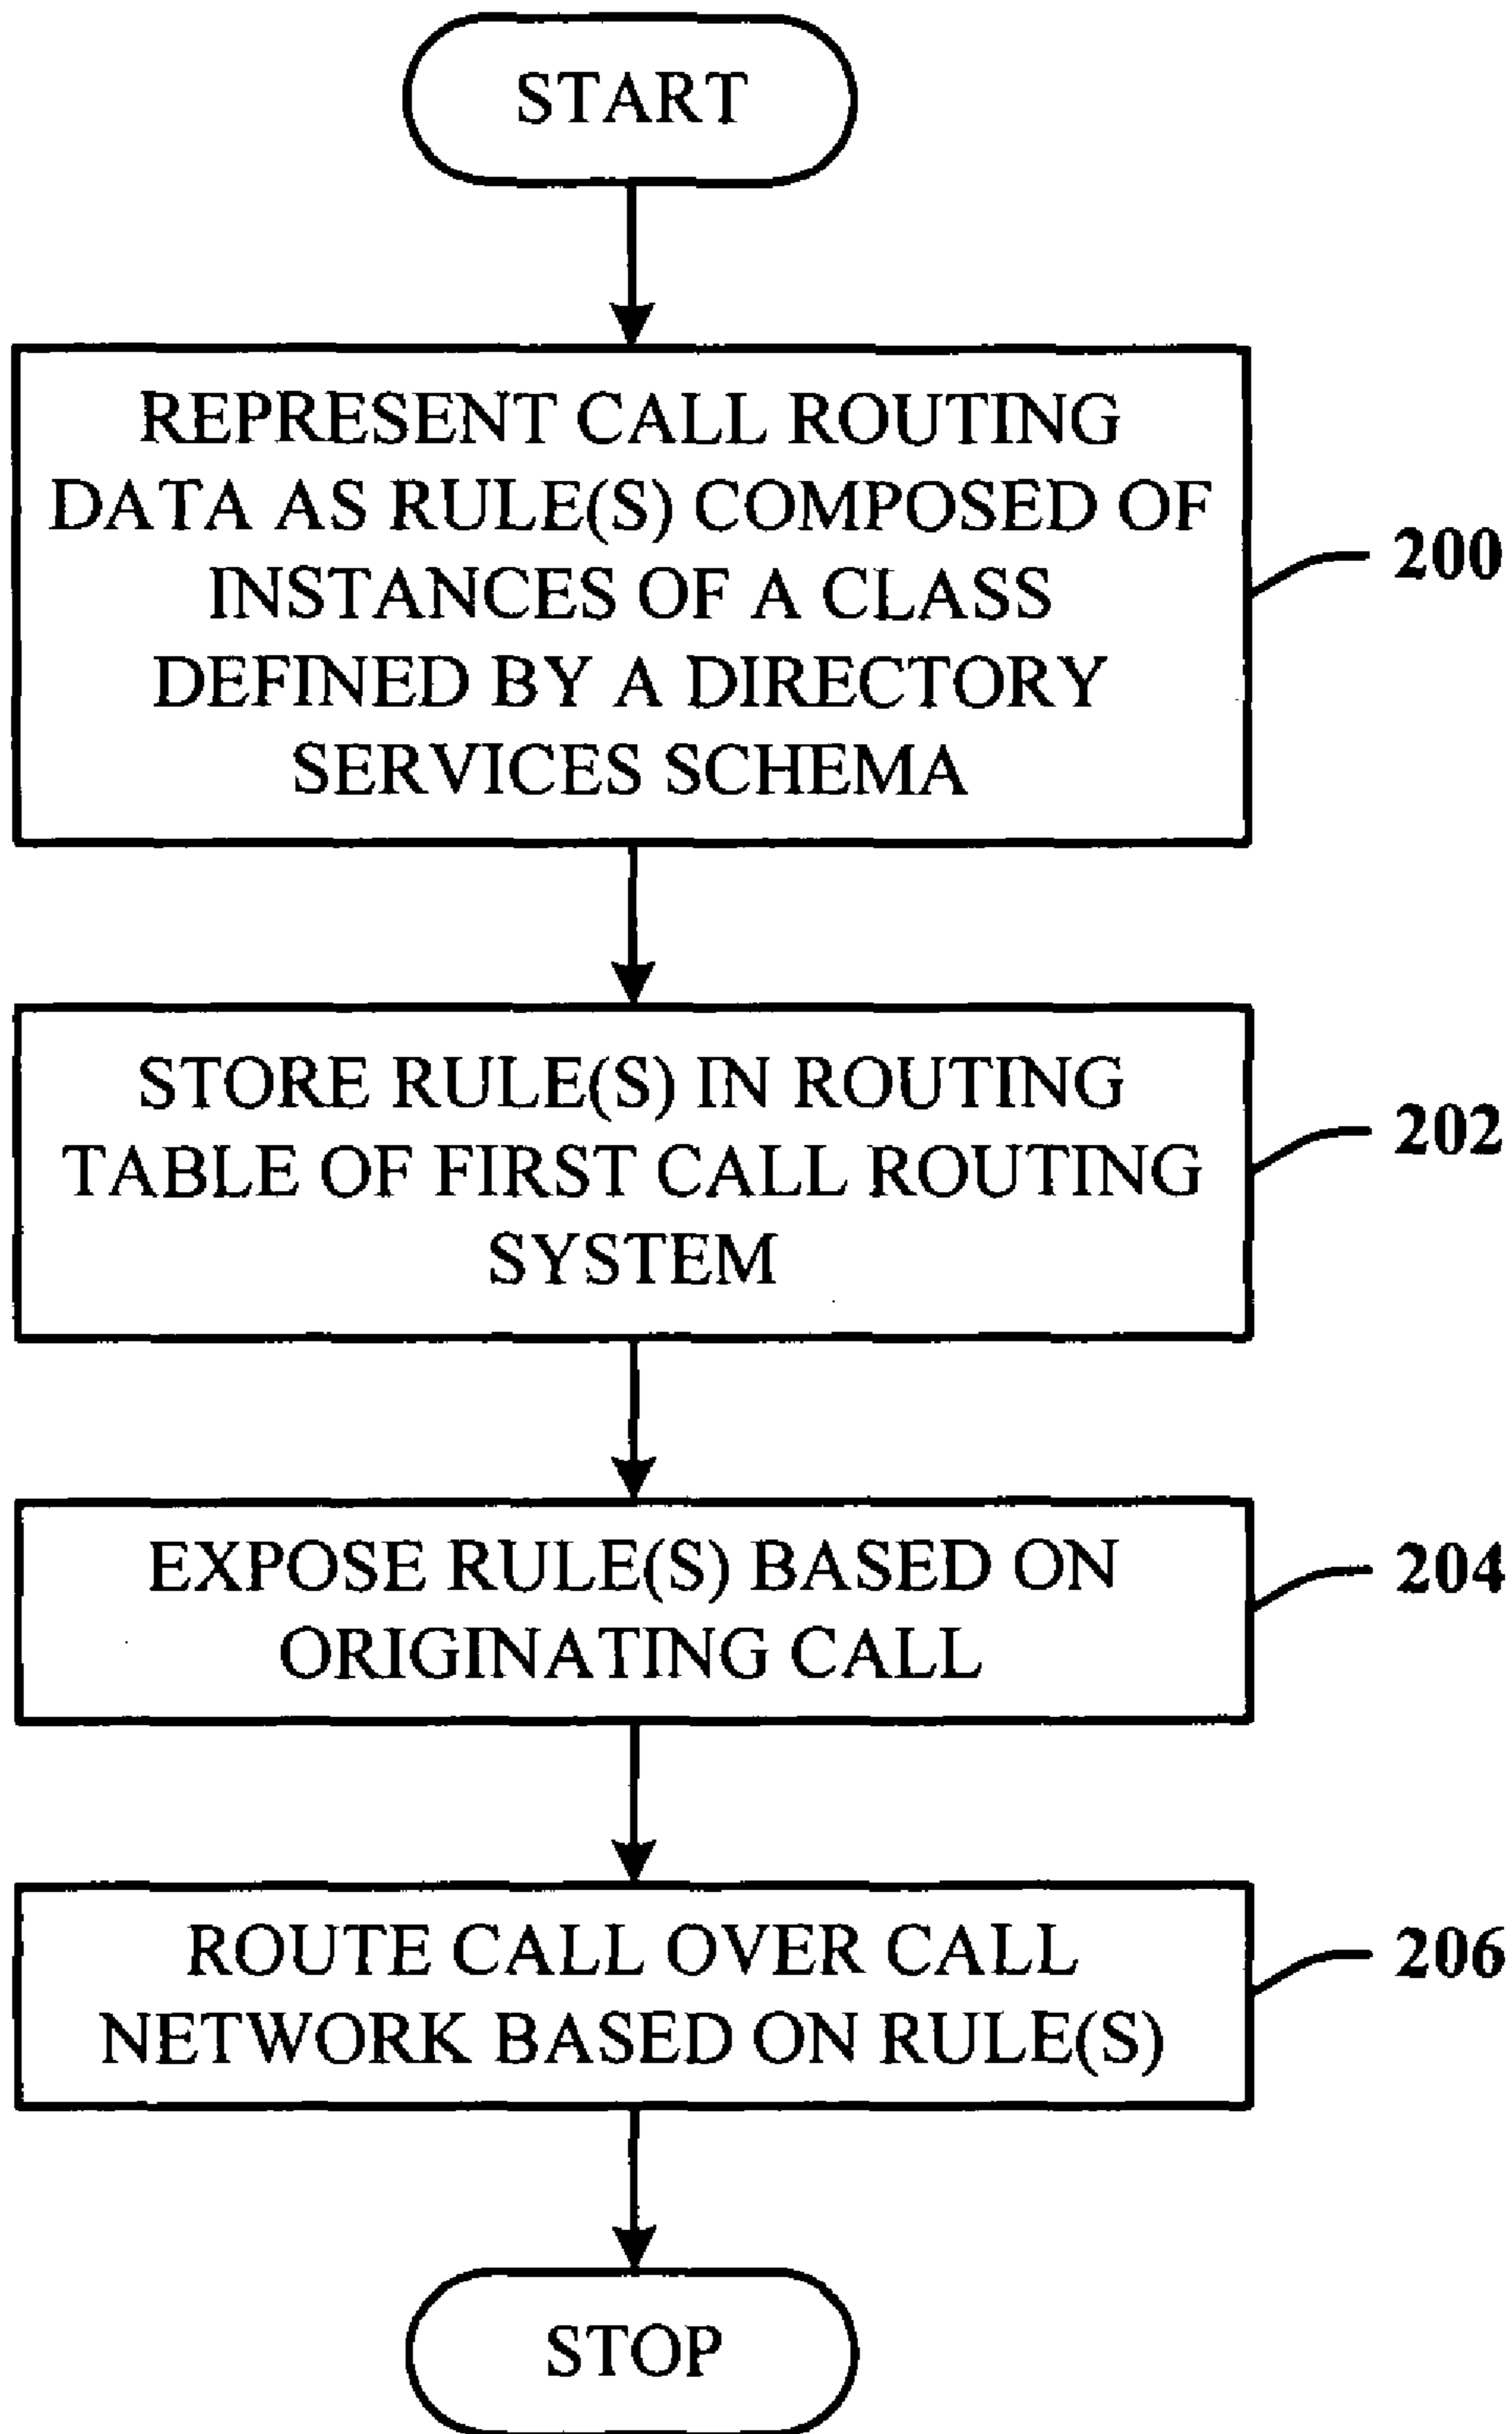 START
REPRESENT CALL ROUTING
DATA AS RULE(S) COMPOSED OF
INSTANCES OF A CLASS
DEFINED BY A DIRECTORY
SERVICES SCHEMA
200
STORE RULE(S) IN ROUTING
TABLE OF FIRST CALL ROUTING
SYSTEM
202
EXPOSE RULE(S) BASED ON
ORIGINATING CALL
204
ROUTE CALL OVER CALL
NETWORK BASED ON RULE(S)
206
STOP